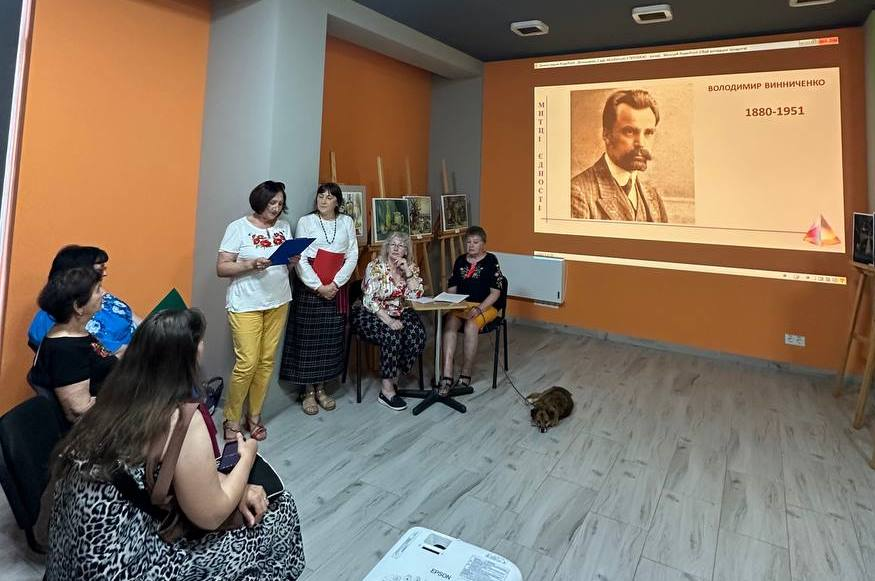 ВОЛОДИМИР ВИННИЧЕНКО
1880-1951
МИТЦІ ЄДНОСТІ
EPSON